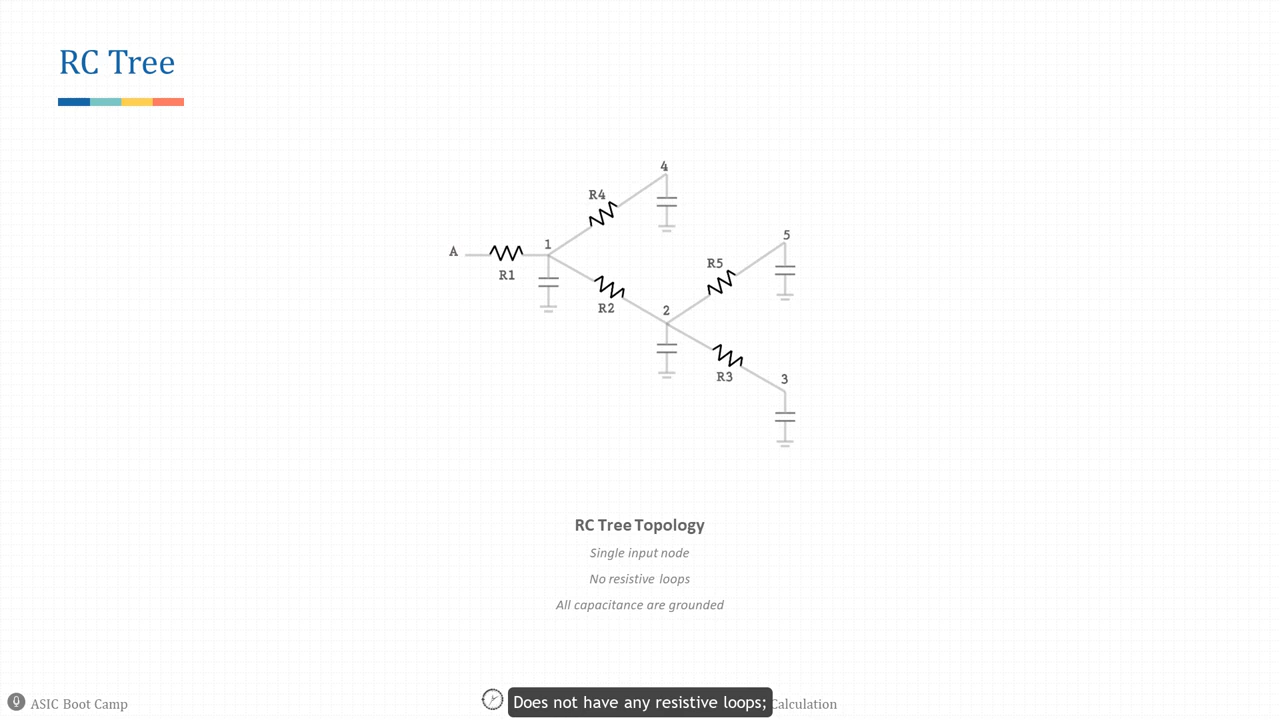 RC Tree
4
R4
5
A
1
R5
R1
2
R2
3
R3
RC Tree Topology
Single input node
No resistive loops
All capacitance are grounded
ASIC Boot Camp
Does not have any resistive loops;
Calculation